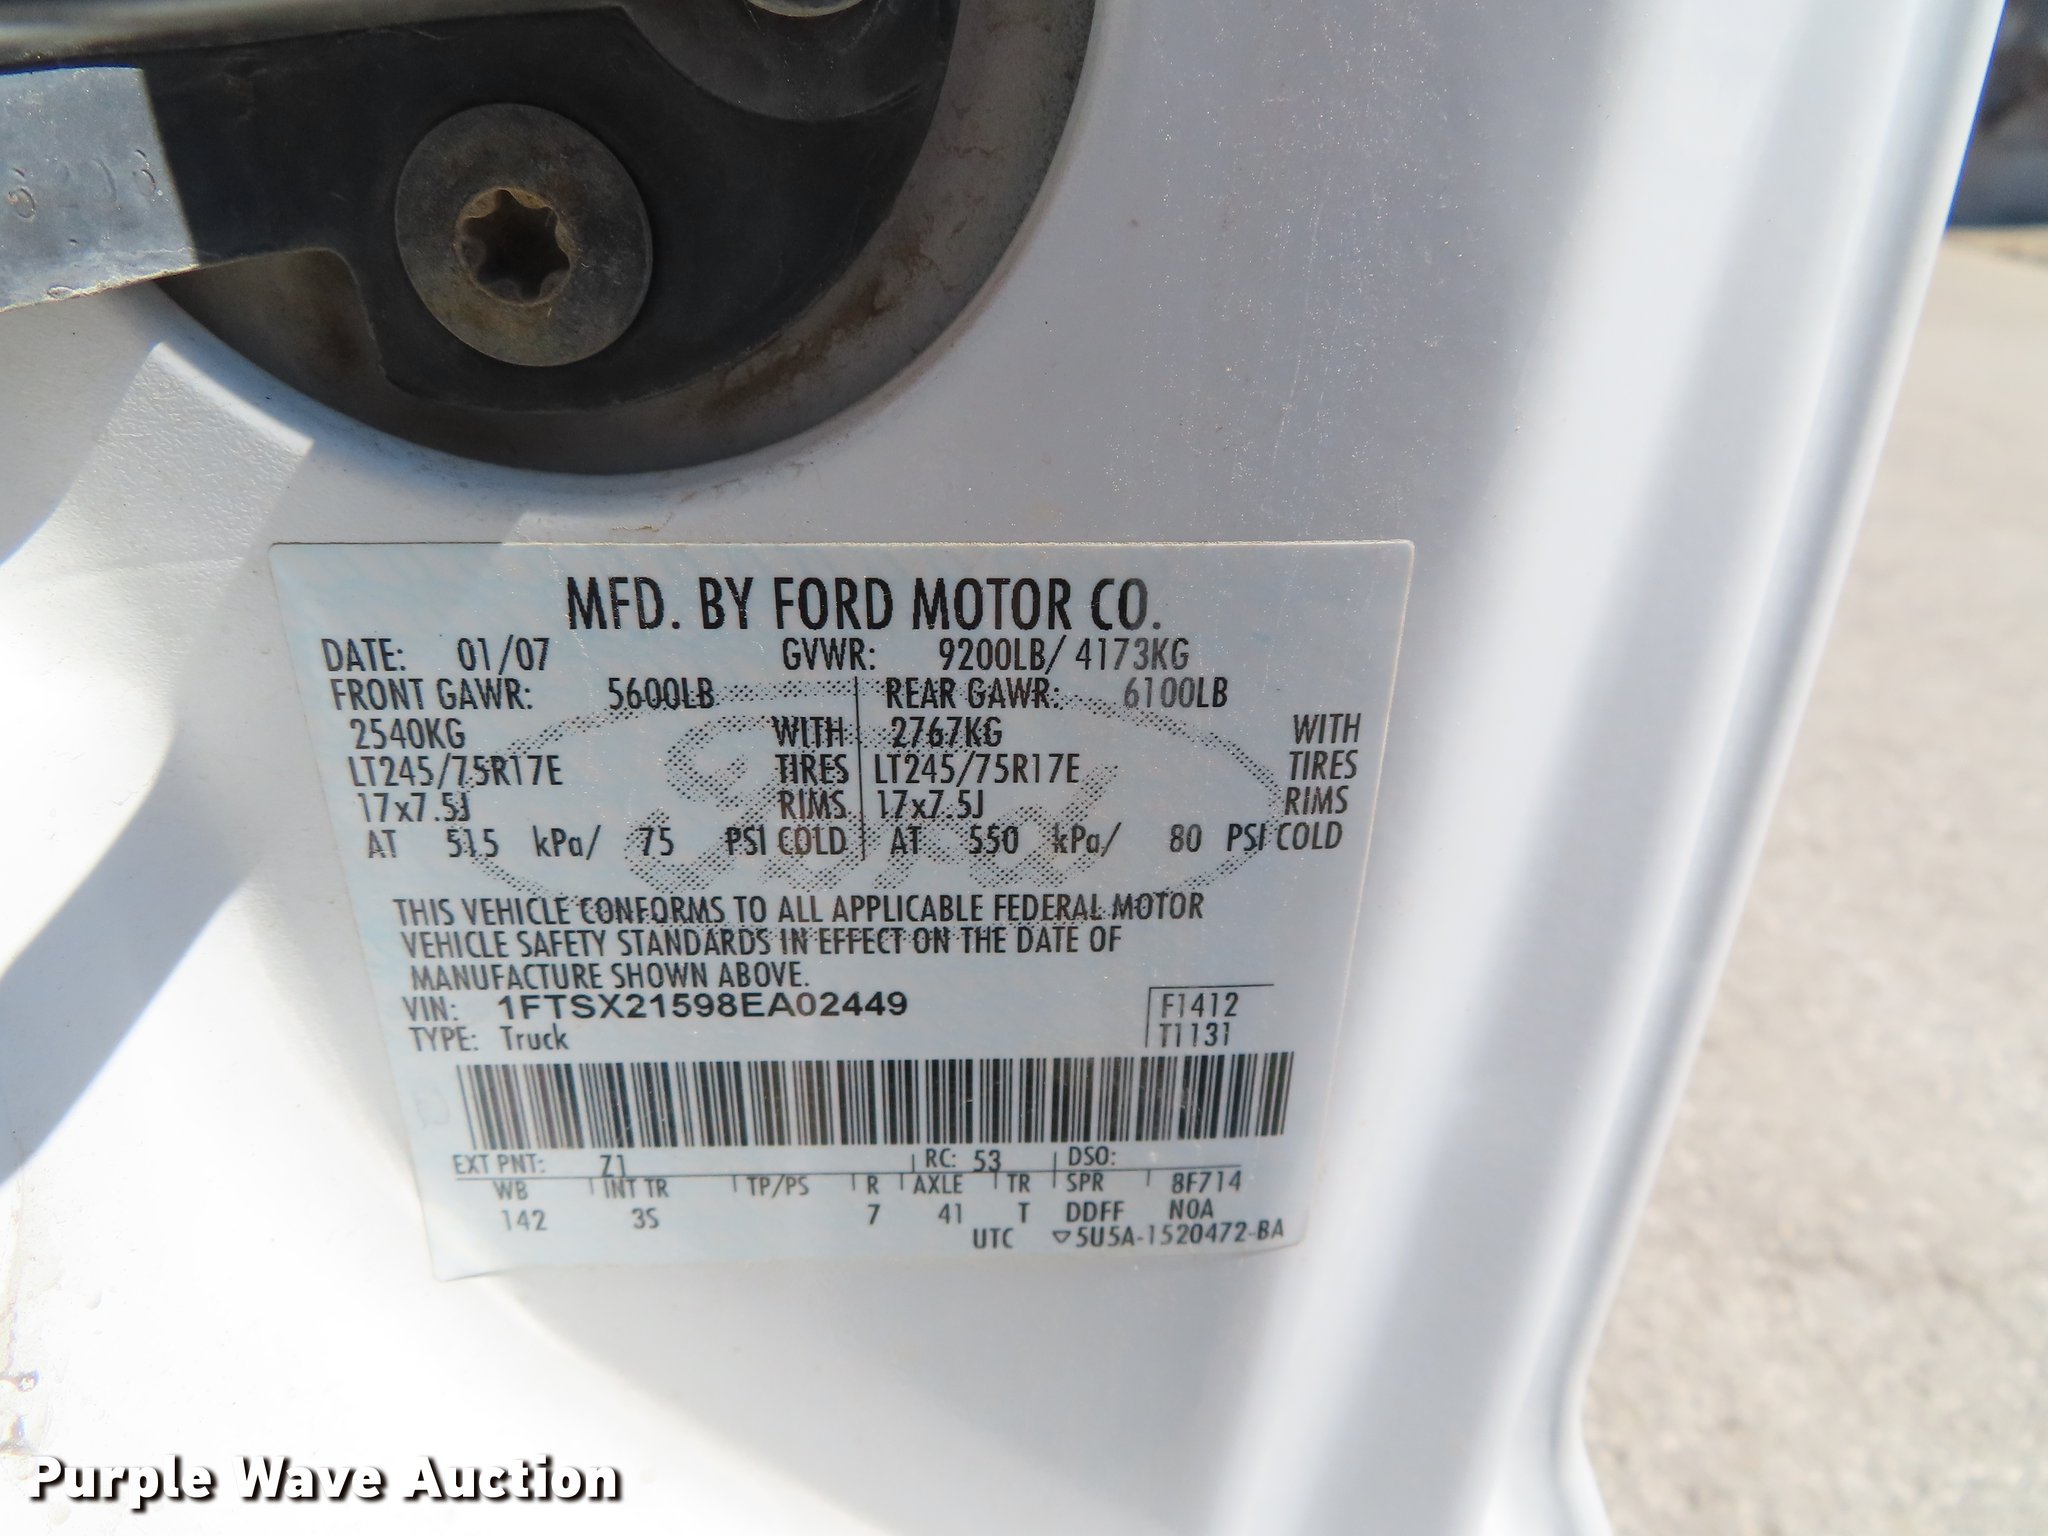 MFD. BY FORD MOTOR CO.
DATE: 01/07 GVWR: 9200LB/ 4173KG
FRONT GAWR: 5600LB REAR GAWR: 6100LB
2540KG WITH 2767KG WITH
LT245/75R17E TIRES LT245/75R17E TIRES
17x7.5J RIMS 17x7.5J RIMS
AT 515 kPa/ 75 PSI COLD AT 550 kPa/ 80 PSI COLD
Ford
THIS VEHICLE CONFORMS TO ALL APPLICABLE FEDERAL MOTOR
VEHICLE SAFETY STANDARDS IN EFFECT ON THE DATE OF
MANUFACTURE SHOWN ABOVE.
VIN: 1FTSX21598EA02449 F1412
TYPE: Truck T1131
EXT PNT: Z1 RC: 53 DSO:
WB INT TR TP/PS R AXLE TR SPR 8F714
142 3S 7 41 T DDFF N0A
UTC ▽5U5A-1520472-BA
Purple Wave Auction